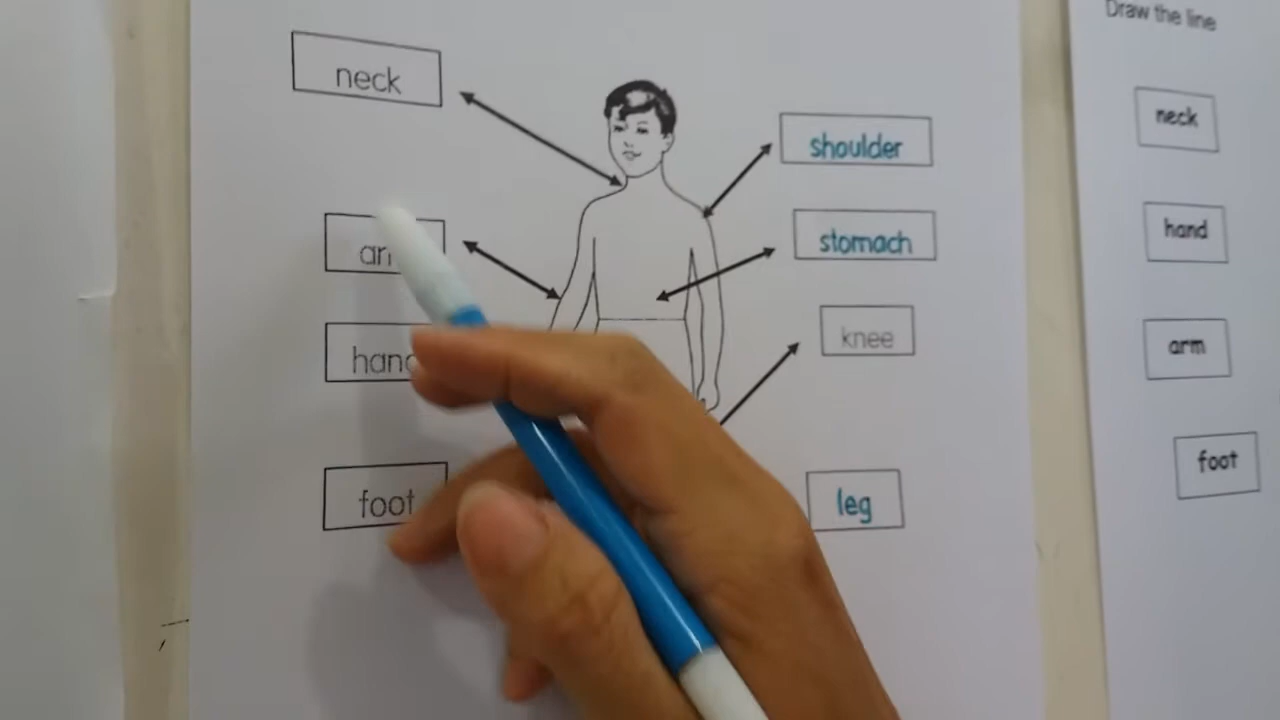 neck
shoulder
stomach
knee
foot
leg
Draw the line
neck
hand
arm
foot